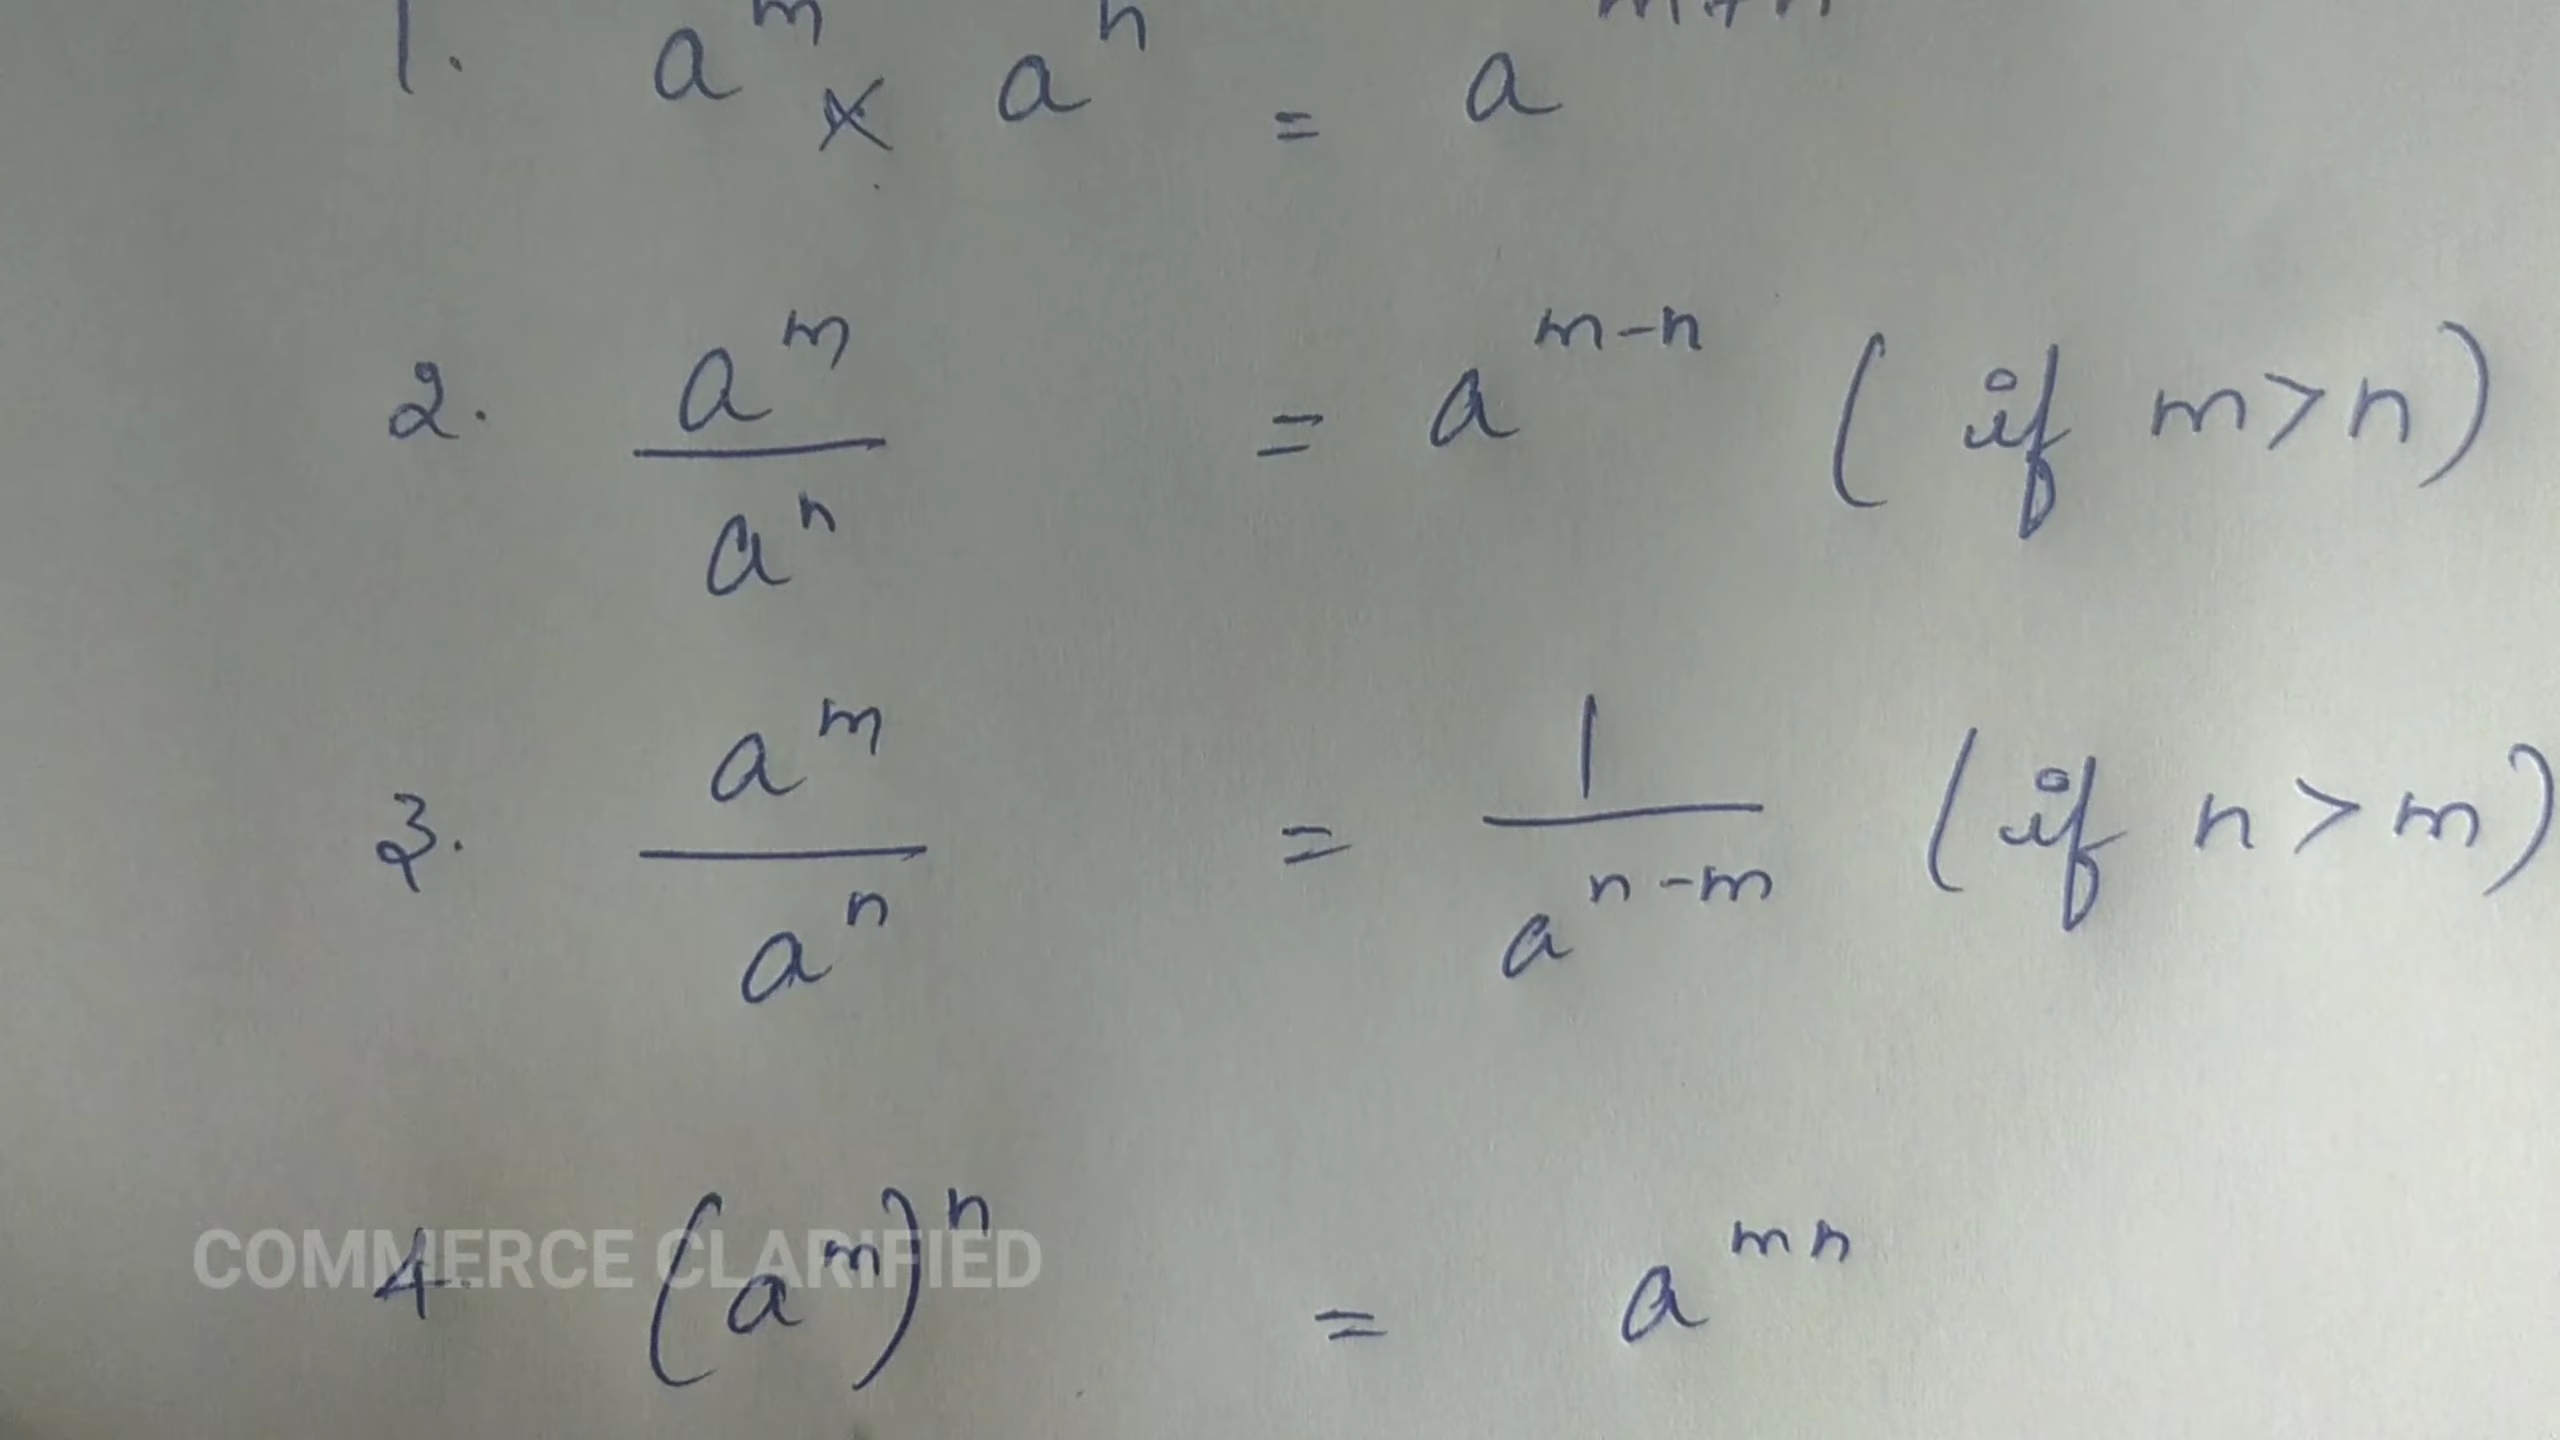 1. a^m × a^n = a^m+n
2. a^m / a^n = a^m-n (if m>n)
3. a^m / a^n = 1 / a^n-m (if n>m)
4. (a^m)^n = a^mn
COMMERCE CLARIFIED